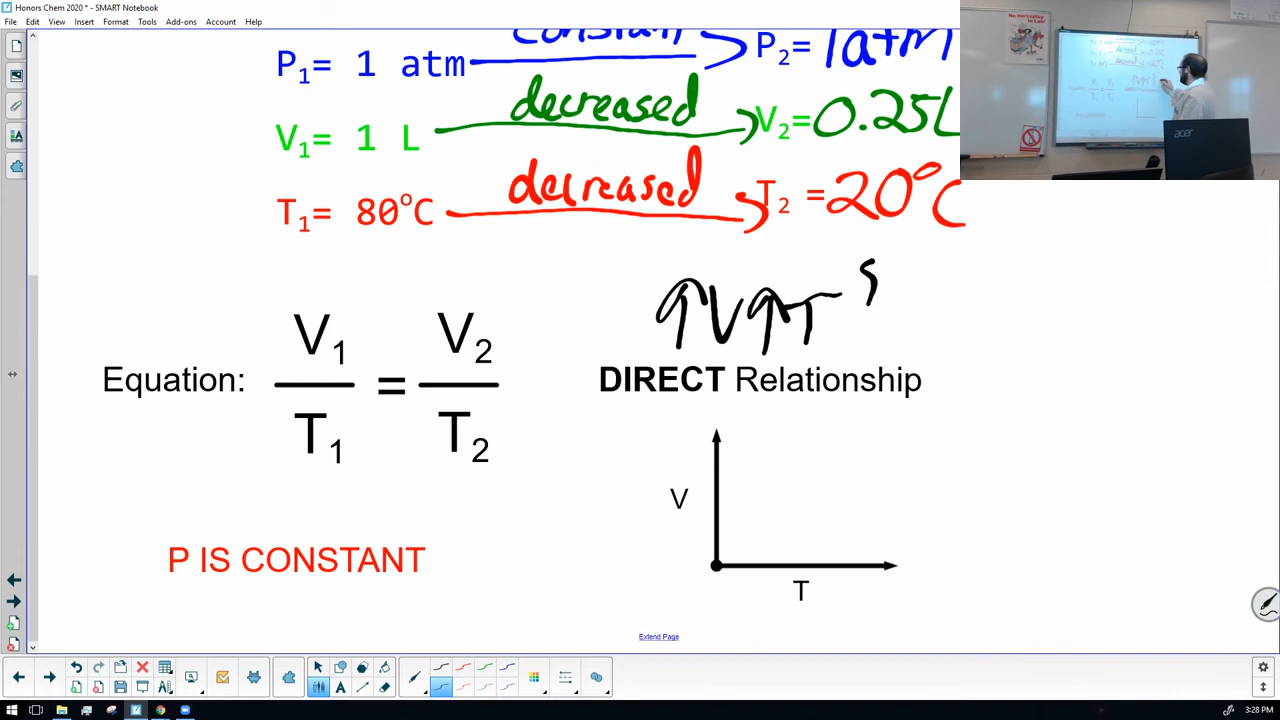 Honors Chem 2020 * - SMART Notebook
File Edit View Insert Format Tools Add-ons Account Help
constant
P1= 1 atm P2= 1atm
decreased
V1= 1 L V2= 0.25L
decreased
T1= 80°C T2 = 20°C
↑V↑T
Equation: V1/T1 = V2/T2
DIRECT Relationship
V
T
P IS CONSTANT
Extend Page
acer
3:28 PM